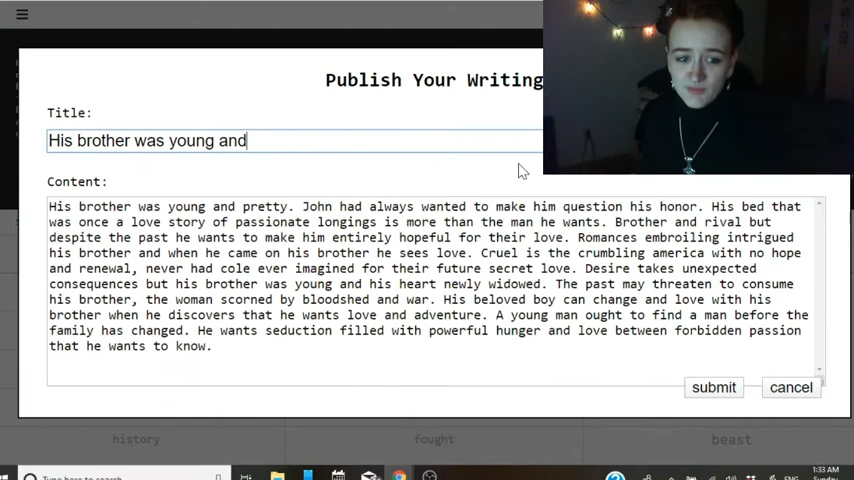 Publish Your Writing
Title:
His brother was young and
Content:
His brother was young and pretty. John had always wanted to make him question his honor. His bed that
was once a love story of passionate longings is more than the man he wants. Brother and rival but
despite the past he wants to make him entirely hopeful for their love. Romances embroiling intrigued
his brother and when he came on his brother he sees love. Cruel is the crumbling america with no hope
and renewal, never had cole ever imagined for their future secret love. Desire takes unexpected
consequences but his brother was young and his heart newly widowed. The past may threaten to consume
his brother, the woman scorned by bloodshed and war. His beloved boy can change and love with his
brother when he discovers that he wants love and adventure. A young man ought to find a man before the
family has changed. He wants seduction filled with powerful hunger and love between forbidden passion
that he wants to know.
submit cancel
history fought beast
Type here to search
ENG
1:33 AM
Sunday